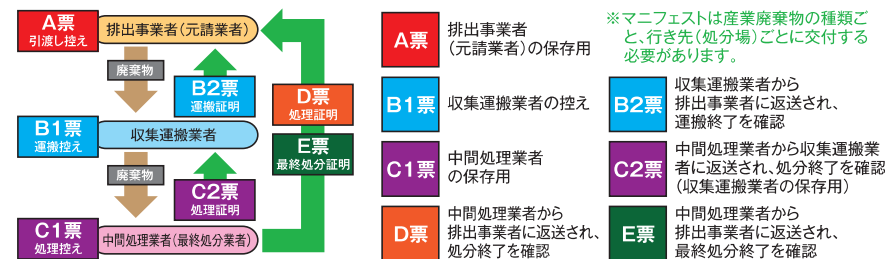 A票
引渡し控え
排出事業者（元請業者）
廃棄物
B2票
運搬証明
B1票
運搬控え
収集運搬業者
廃棄物
C2票
処理証明
C1票
処理控え
中間処理業者（最終処分業者）
D票
処理証明
E票
最終処分証明
A票
排出事業者
（元請業者）の保存用
※マニフェストは産業廃棄物の種類ご
と、行き先（処分場）ごとに交付する
必要があります。
B1票
収集運搬業者の控え
B2票
収集運搬業者から
排出事業者に返送され、
運搬終了を確認
C1票
中間処理業者
の保存用
C2票
中間処理業者から収集運搬業
者に返送され、処分終了を確認
（収集運搬業者の保存用）
D票
中間処理業者から
排出事業者に返送され、
処分終了を確認
E票
中間処理業者から
排出事業者に返送され、
最終処分終了を確認